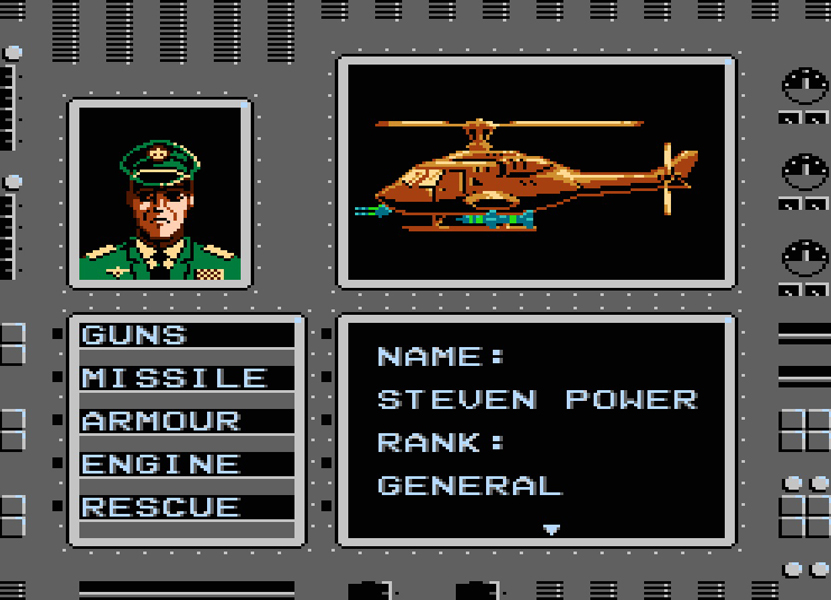 GUNS
MISSILE
ARMOUR
ENGINE
RESCUE
NAME:
STEVEN POWER
RANK:
GENERAL